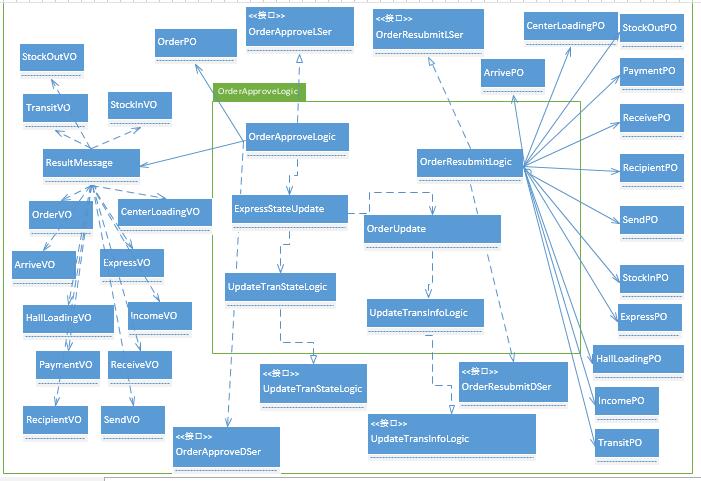 <<接口>>
OrderApproveLSer
<<接口>>
OrderResubmitLSer
CenterLoadingPO
StockOutPO
OrderPO
StockOutVO
ArrivePO
PaymentPO
OrderApproveLogic
TransitVO
StockInVO
ReceivePO
OrderApproveLogic
ResultMessage
OrderResubmitLogic
RecipientPO
OrderVO
CenterLoadingVO
ExpressStateUpdate
OrderUpdate
SendPO
ArriveVO
ExpressVO
UpdateTranStateLogic
StockInPO
HallLoadingVO
IncomeVO
UpdateTransInfoLogic
ExpressPO
PaymentVO
ReceiveVO
<<接口>>
UpdateTranStateLogic
<<接口>>
OrderResubmitDSer
HallLoadingPO
IncomePO
RecipientVO
SendVO
<<接口>>
OrderApproveDSer
<<接口>>
UpdateTransInfoLogic
TransitPO